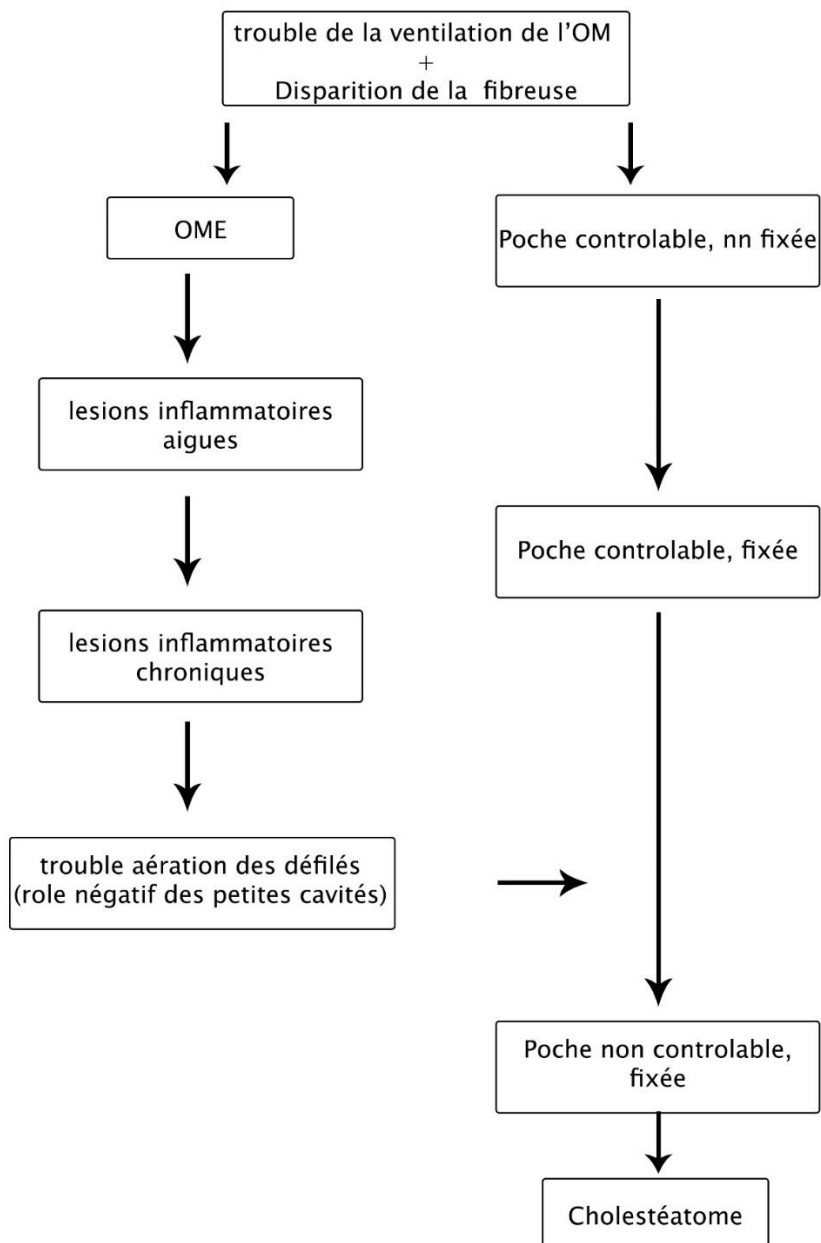 trouble de la ventilation de l’OM
+
Disparition de la fibreuse
OME
Poche controlable, nn fixée
lesions inflammatoires
aigues
Poche controlable, fixée
lesions inflammatoires
chroniques
trouble aération des défilés
(role négatif des petites cavités)
Poche non controlable,
fixée
Cholestéatome